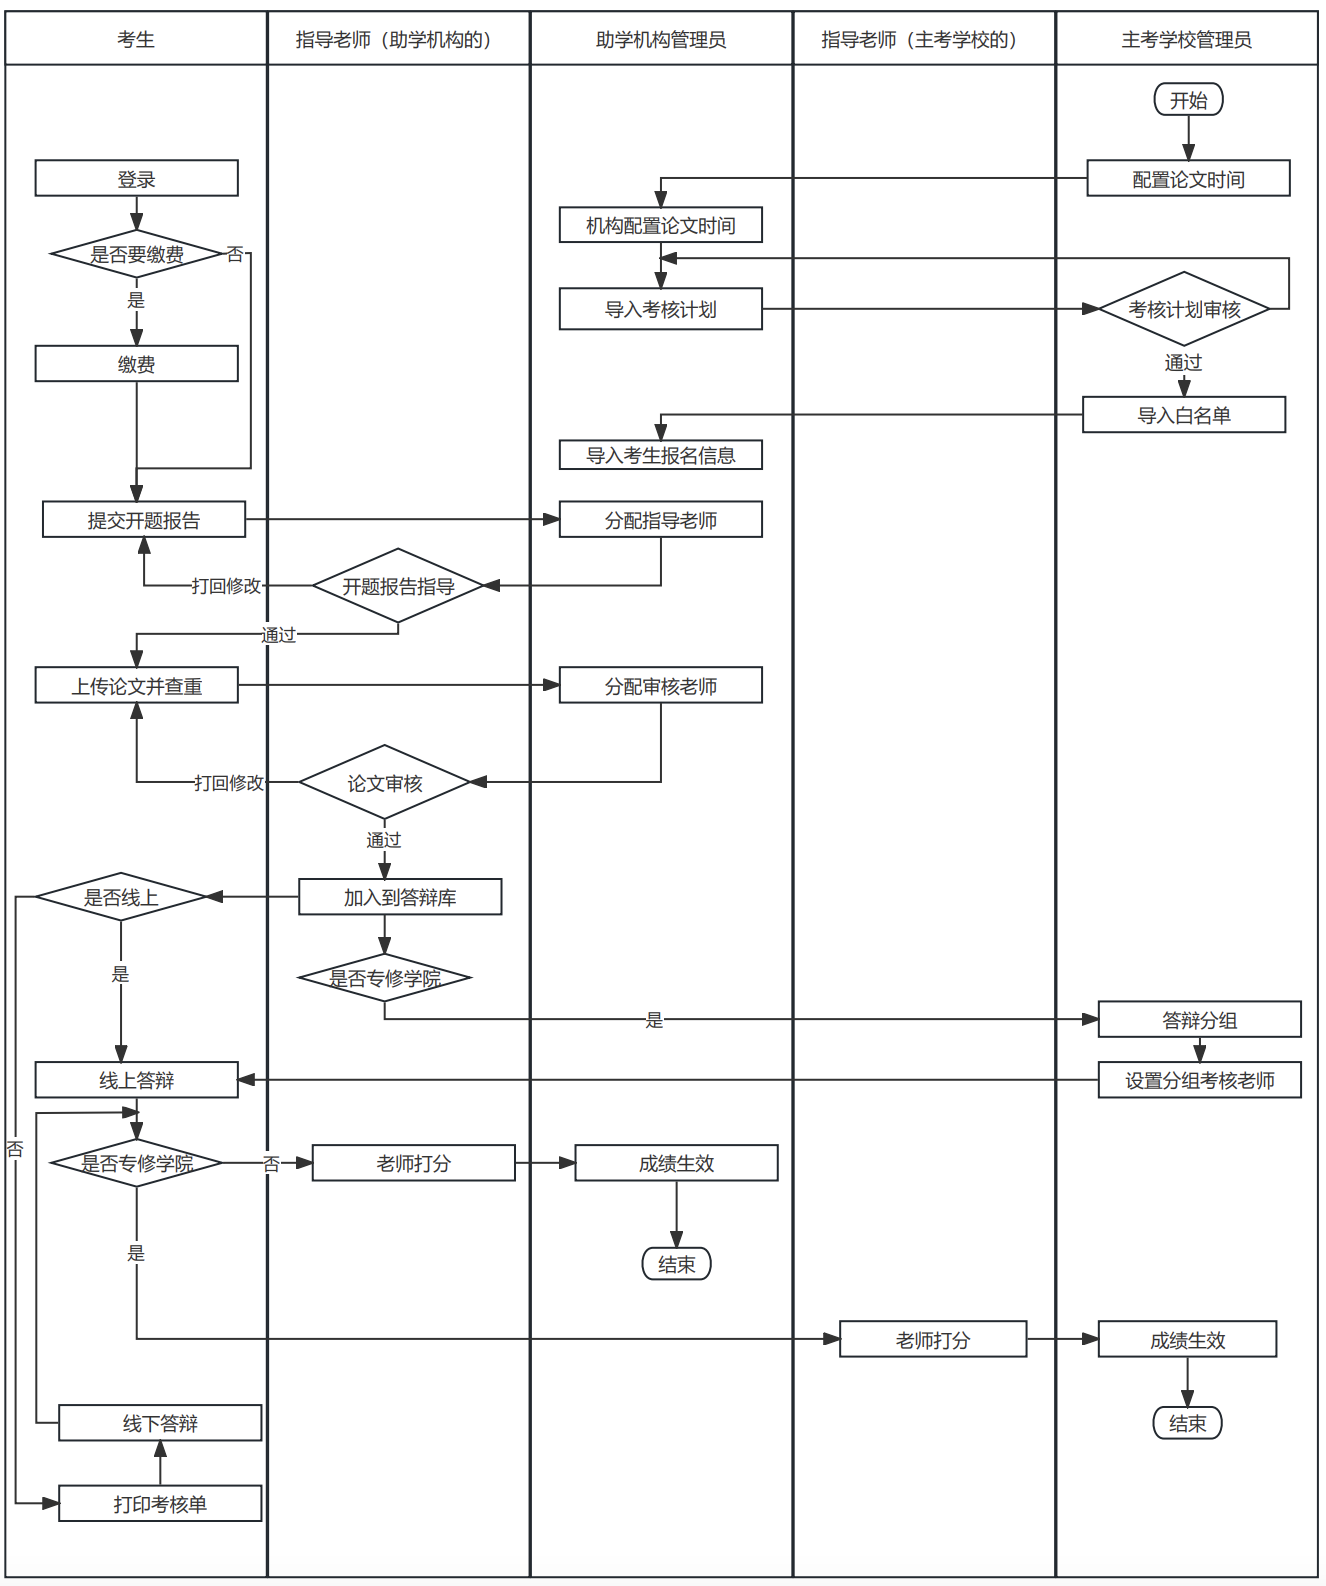 考生
指导老师（助学机构的）
助学机构管理员
指导老师（主考学校的）
主考学校管理员
开始
登录
配置论文时间
机构配置论文时间
是否要缴费
否
是
导入考核计划
考核计划审核
缴费
通过
导入白名单
导入考生报名信息
提交开题报告
分配指导老师
打回修改
开题报告指导
通过
上传论文并查重
分配审核老师
打回修改
论文审核
通过
是否线上
加入到答辩库
是
是否专修学院
是
答辩分组
线上答辩
设置分组考核老师
否
是否专修学院
否
老师打分
成绩生效
是
结束
老师打分
成绩生效
线下答辩
结束
打印考核单